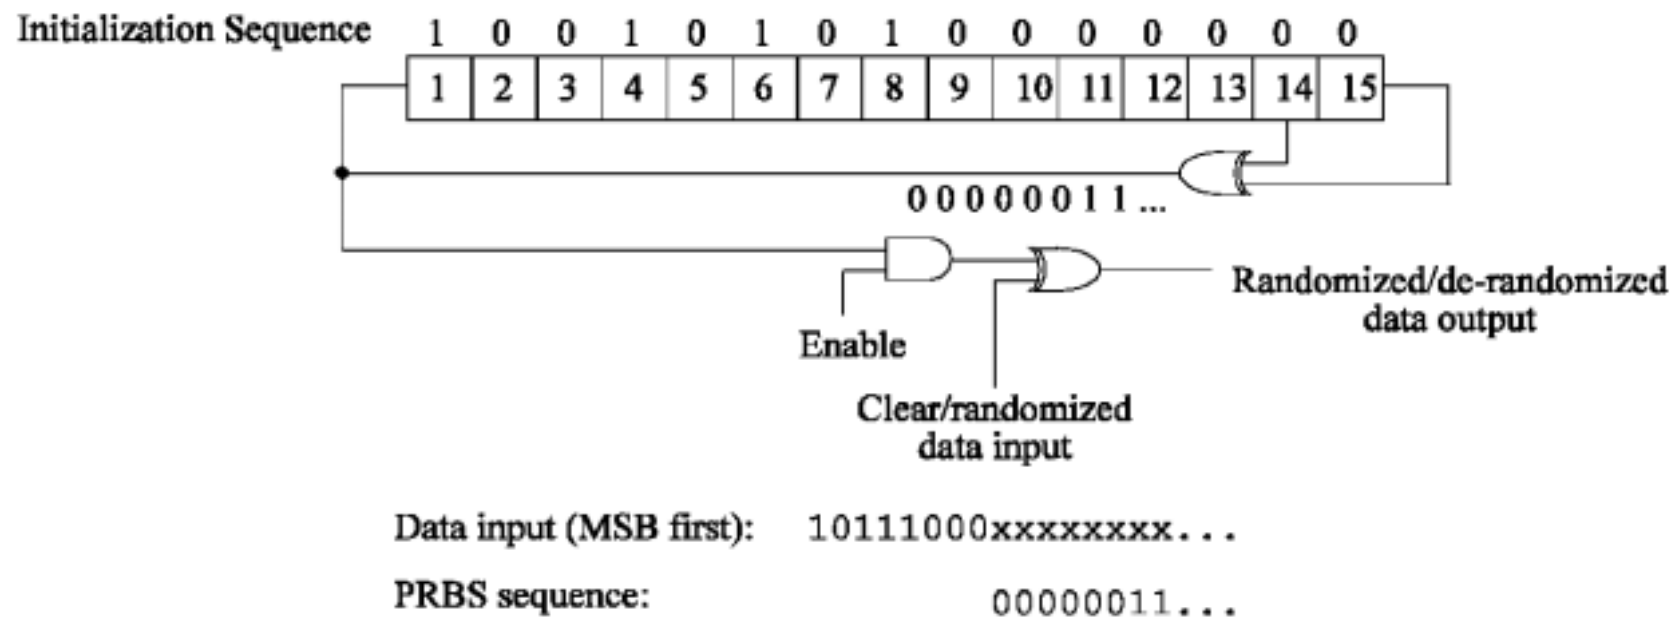 Initialization Sequence 1 0 0 1 0 1 0 1 0 0 0 0 0 0 0
1 2 3 4 5 6 7 8 9 10 11 12 13 14 15
0 0 0 0 0 0 1 1 ...
Randomized/de-randomized
data output
Enable
Clear/randomized
data input
Data input (MSB first): 10111000xxxxxxxx...
PRBS sequence: 00000011...